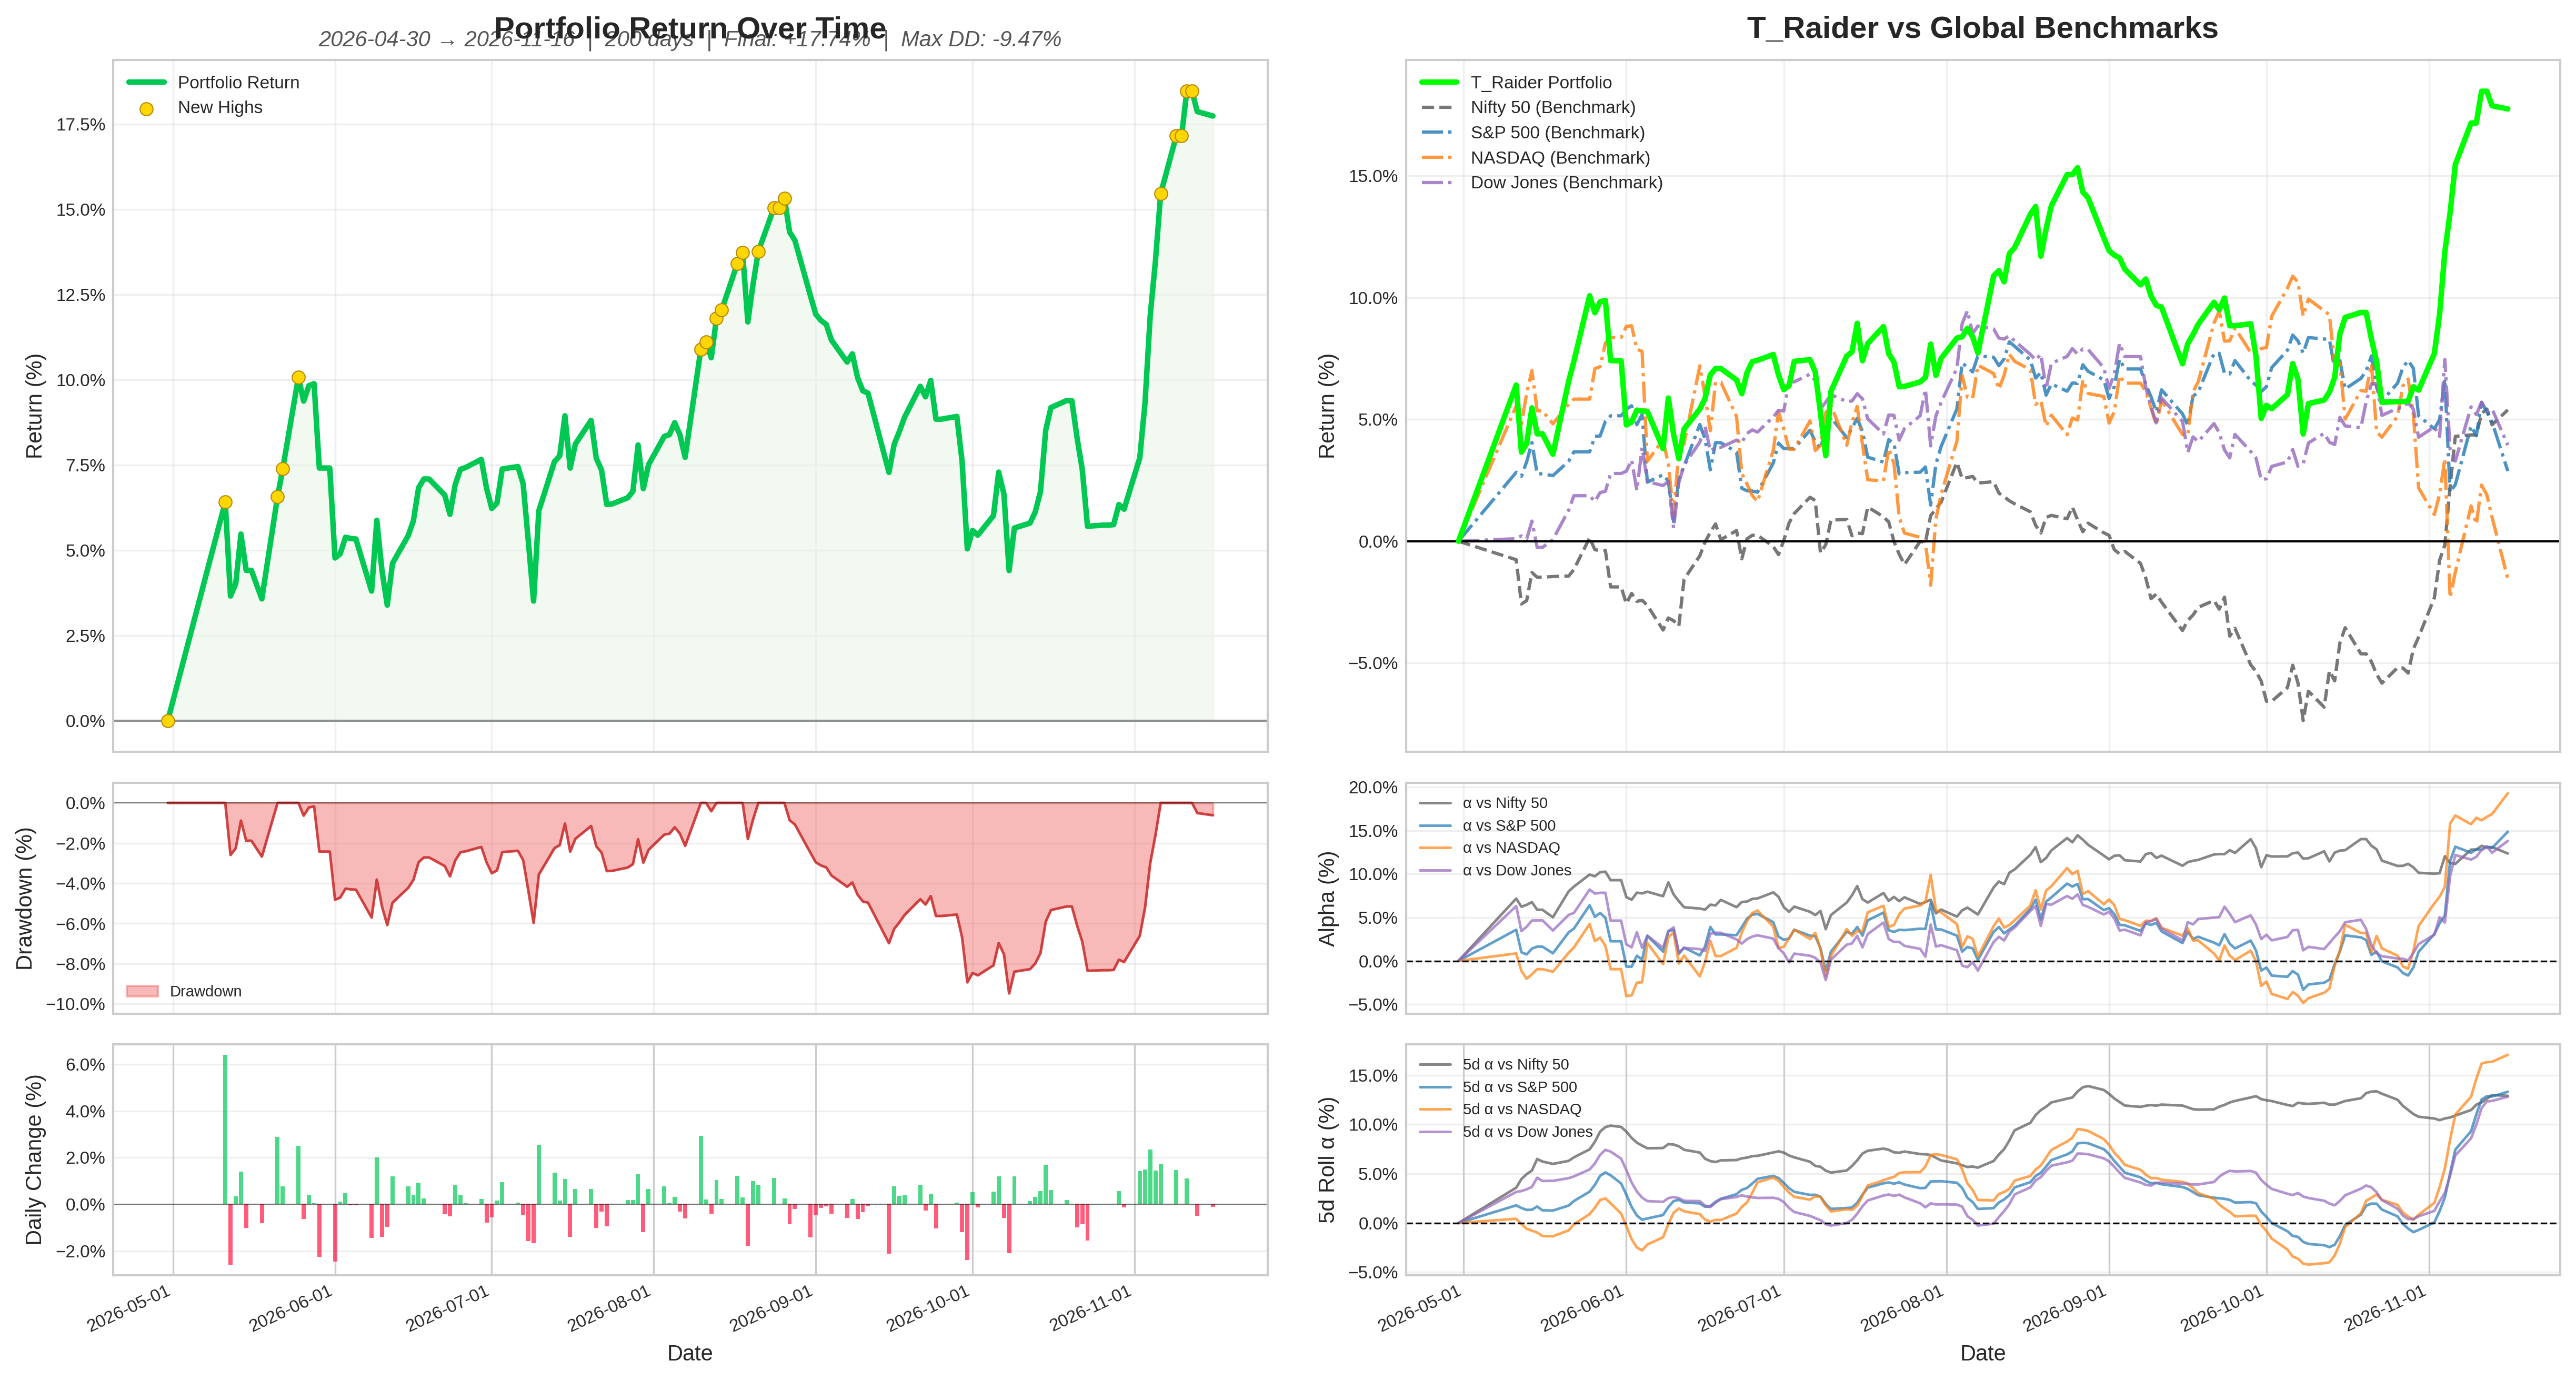 Portfolio Return Over Time
2026-04-30 → 2026-11-16 | 200 days | Final: +17.74% | Max DD: -9.47%
Portfolio Return
New Highs
Return (%)
17.5%
15.0%
12.5%
10.0%
7.5%
5.0%
2.5%
0.0%
Drawdown (%)
0.0%
−2.0%
−4.0%
−6.0%
−8.0%
−10.0%
Drawdown
Daily Change (%)
6.0%
4.0%
2.0%
0.0%
−2.0%
2026-05-01
2026-06-01
2026-07-01
2026-08-01
2026-09-01
2026-10-01
2026-11-01
Date
T_Raider vs Global Benchmarks
T_Raider Portfolio
Nifty 50 (Benchmark)
S&P 500 (Benchmark)
NASDAQ (Benchmark)
Dow Jones (Benchmark)
Return (%)
15.0%
10.0%
5.0%
0.0%
−5.0%
Alpha (%)
20.0%
15.0%
10.0%
5.0%
0.0%
−5.0%
α vs Nifty 50
α vs S&P 500
α vs NASDAQ
α vs Dow Jones
5d Roll α (%)
15.0%
10.0%
5.0%
0.0%
−5.0%
5d α vs Nifty 50
5d α vs S&P 500
5d α vs NASDAQ
5d α vs Dow Jones
2026-05-01
2026-06-01
2026-07-01
2026-08-01
2026-09-01
2026-10-01
2026-11-01
Date